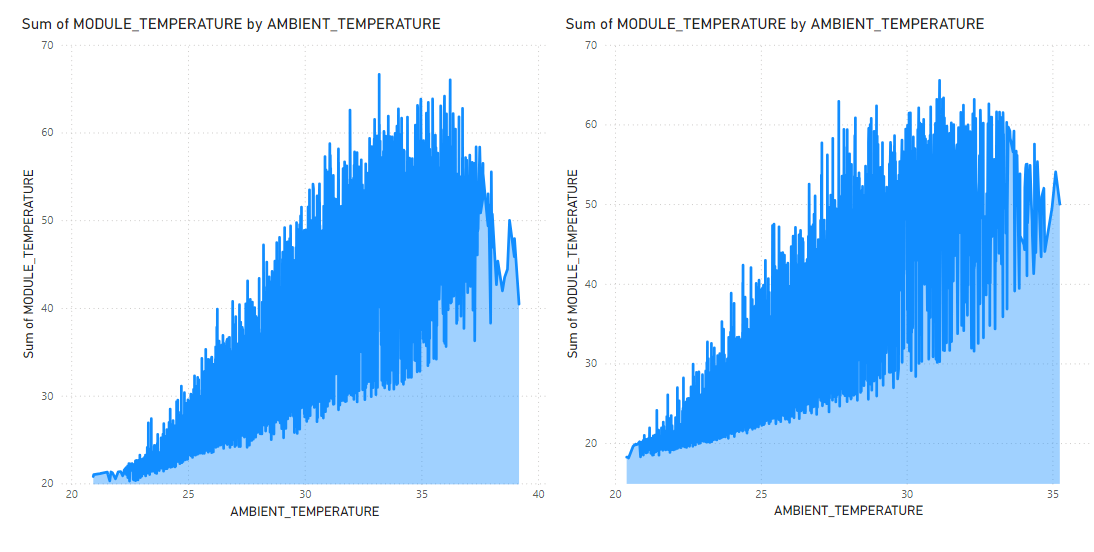 Sum of MODULE_TEMPERATURE by AMBIENT_TEMPERATURE
70
60
50
40
30
20
Sum of MODULE_TEMPERATURE
20 25 30 35 40
AMBIENT_TEMPERATURE
Sum of MODULE_TEMPERATURE by AMBIENT_TEMPERATURE
70
60
50
40
30
20
Sum of MODULE_TEMPERATURE
20 25 30 35
AMBIENT_TEMPERATURE